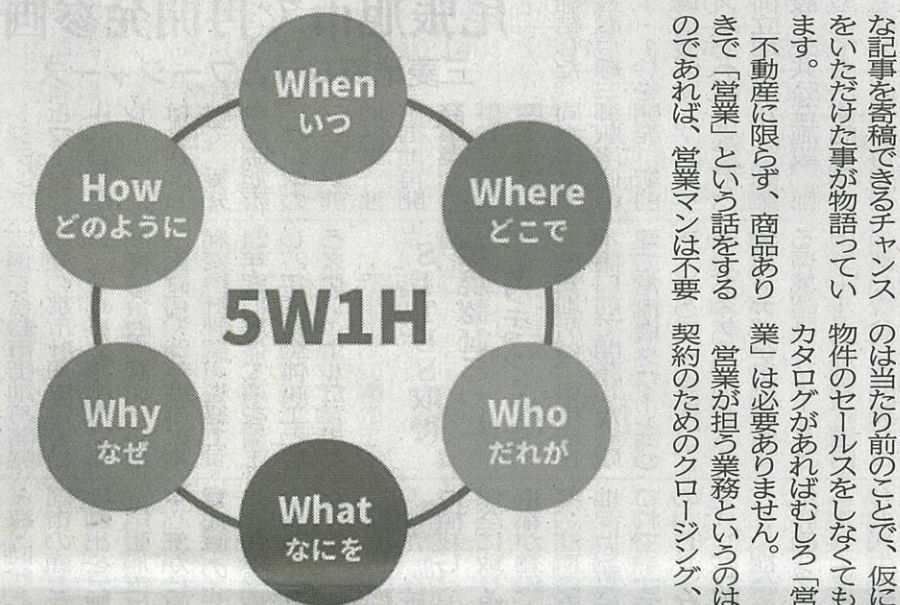 When
いつ
Where
どこで
Who
だれが
What
なにを
Why
なぜ
How
どのように
5W1H
な記事を寄稿できるチャンス
をいただけた事が物語ってい
ます。
不動産に限らず、商品あり
きで「営業」という話をする
のであれば、営業マンは不要
のは当たり前のことで、仮に
物件のセールスをしなくても
カタログがあればむしろ「営
業」は必要ありません。
営業が担う業務というのは
契約のためのクロージング、